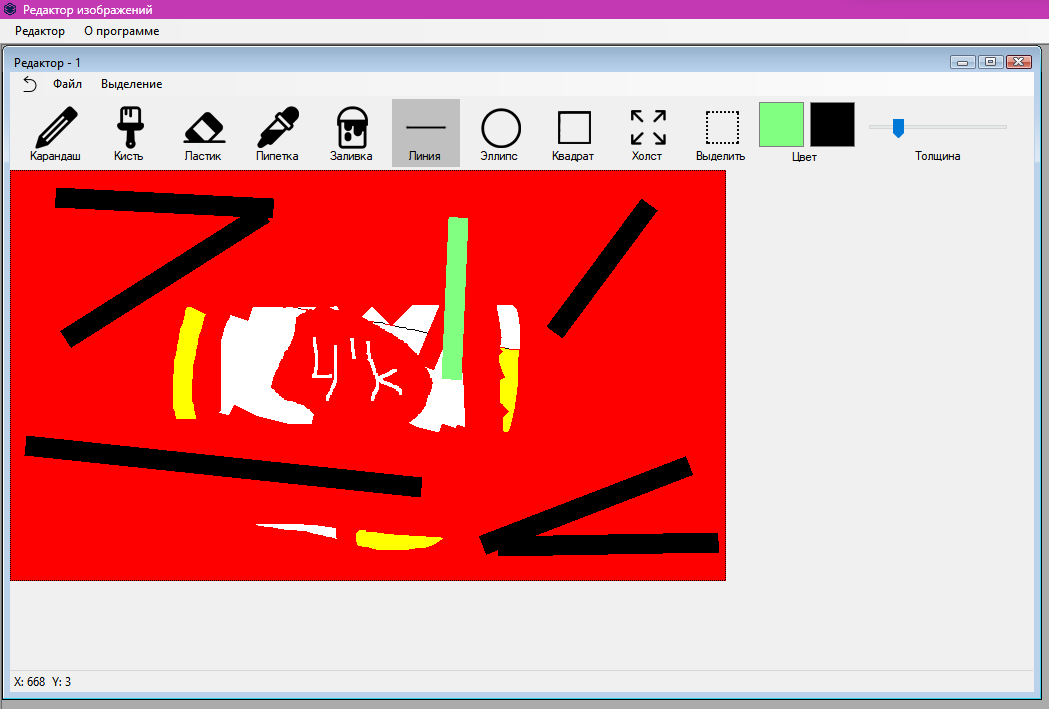 Редактор изображений
Редактор О программе
Редактор - 1
Файл Выделение
Карандаш Кисть Ластик Пипетка Заливка Линия Эллипс Квадрат Холст Выделить Цвет Толщина
X: 668 Y: 3